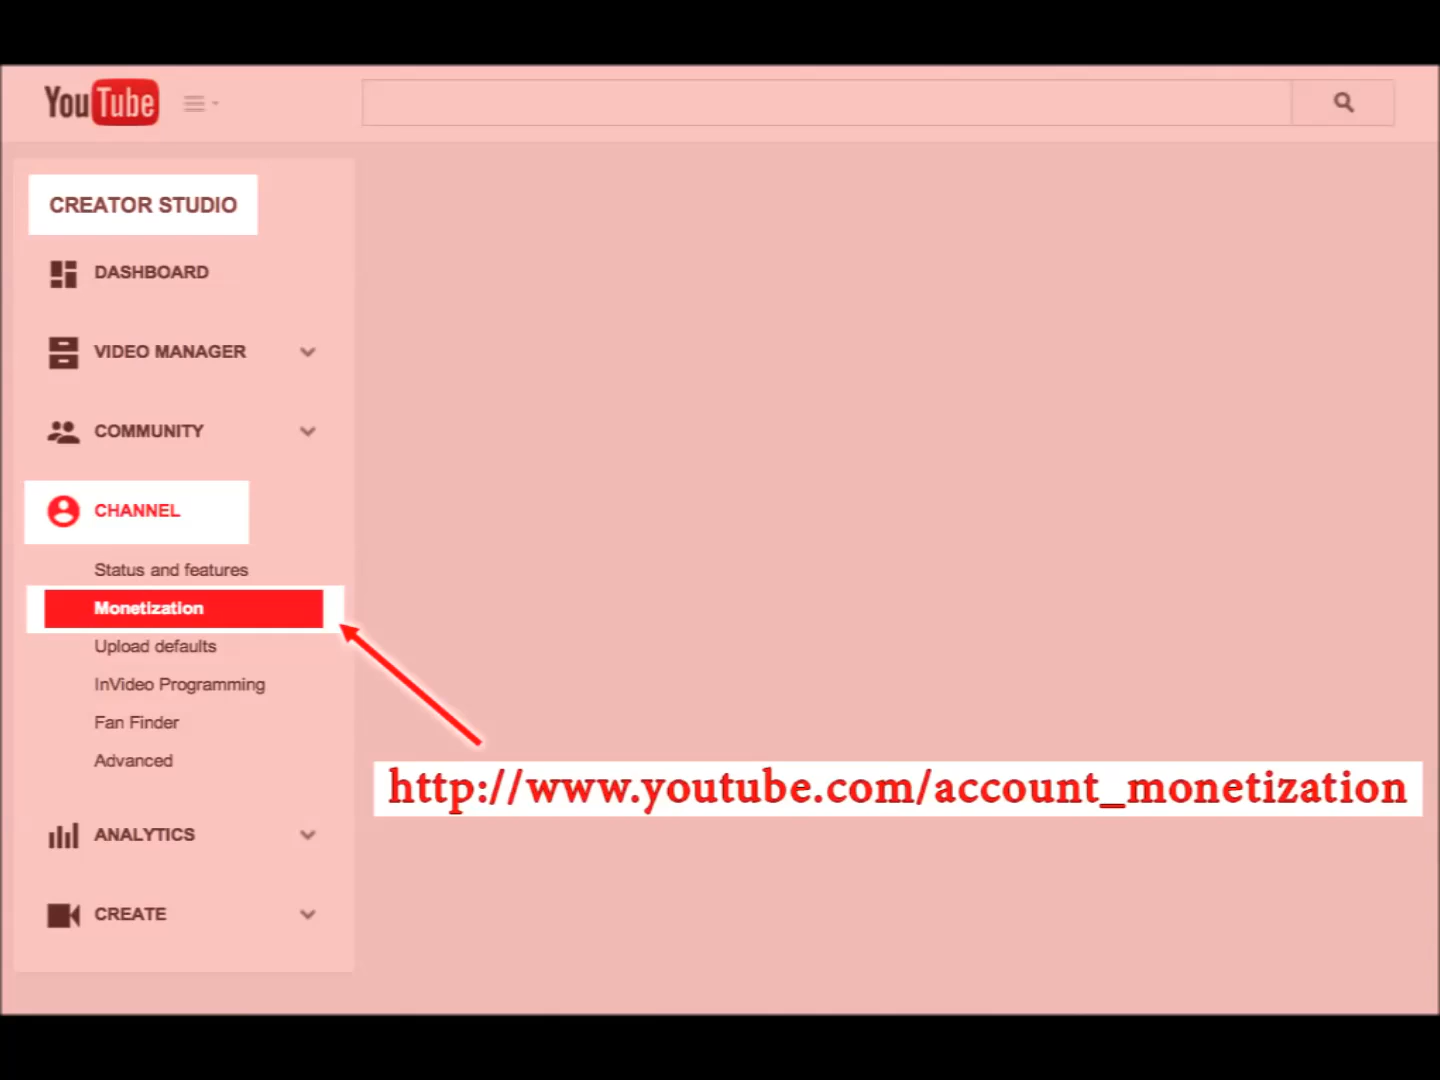 YouTube
CREATOR STUDIO
DASHBOARD
VIDEO MANAGER
COMMUNITY
CHANNEL
Status and features
Monetization
Upload defaults
InVideo Programming
Fan Finder
Advanced
http://www.youtube.com/account_monetization
ANALYTICS
CREATE